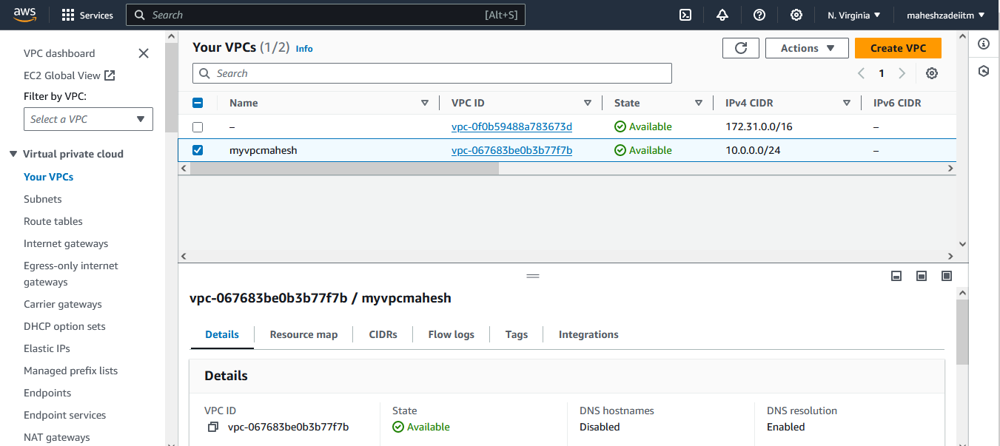 aws Services Search [Alt+S] N. Virginia maheshzadeiitm
VPC dashboard
EC2 Global View
Filter by VPC:
Select a VPC
Virtual private cloud
Your VPCs
Subnets
Route tables
Internet gateways
Egress-only internet
gateways
Carrier gateways
DHCP option sets
Elastic IPs
Managed prefix lists
Endpoints
Endpoint services
NAT gateways
Your VPCs (1/2) Info
Actions Create VPC
Search
1
Name VPC ID State IPv4 CIDR IPv6 CIDR
– vpc-0f0b59488a783673d Available 172.31.0.0/16 –
myvpcmahesh vpc-067683be0b3b77f7b Available 10.0.0.0/24 –
vpc-067683be0b3b77f7b / myvpcmahesh
Details Resource map CIDRs Flow logs Tags Integrations
Details
VPC ID State DNS hostnames DNS resolution
vpc-067683be0b3b77f7b Available Disabled Enabled